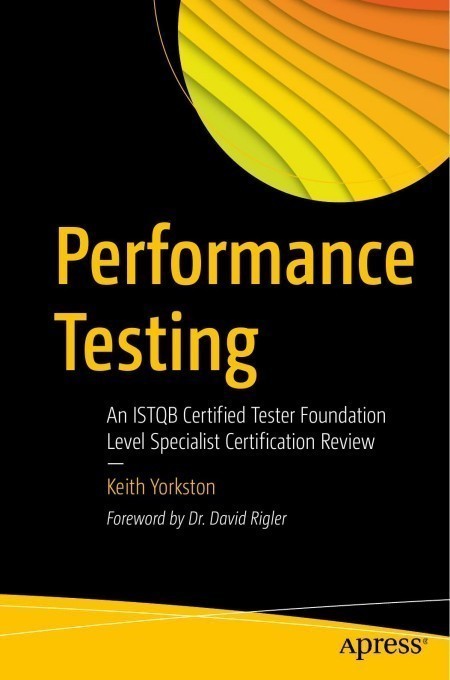 Performance
Testing
An ISTQB Certified Tester Foundation
Level Specialist Certification Review
—
Keith Yorkston
Foreword by Dr. David Rigler
Apress®